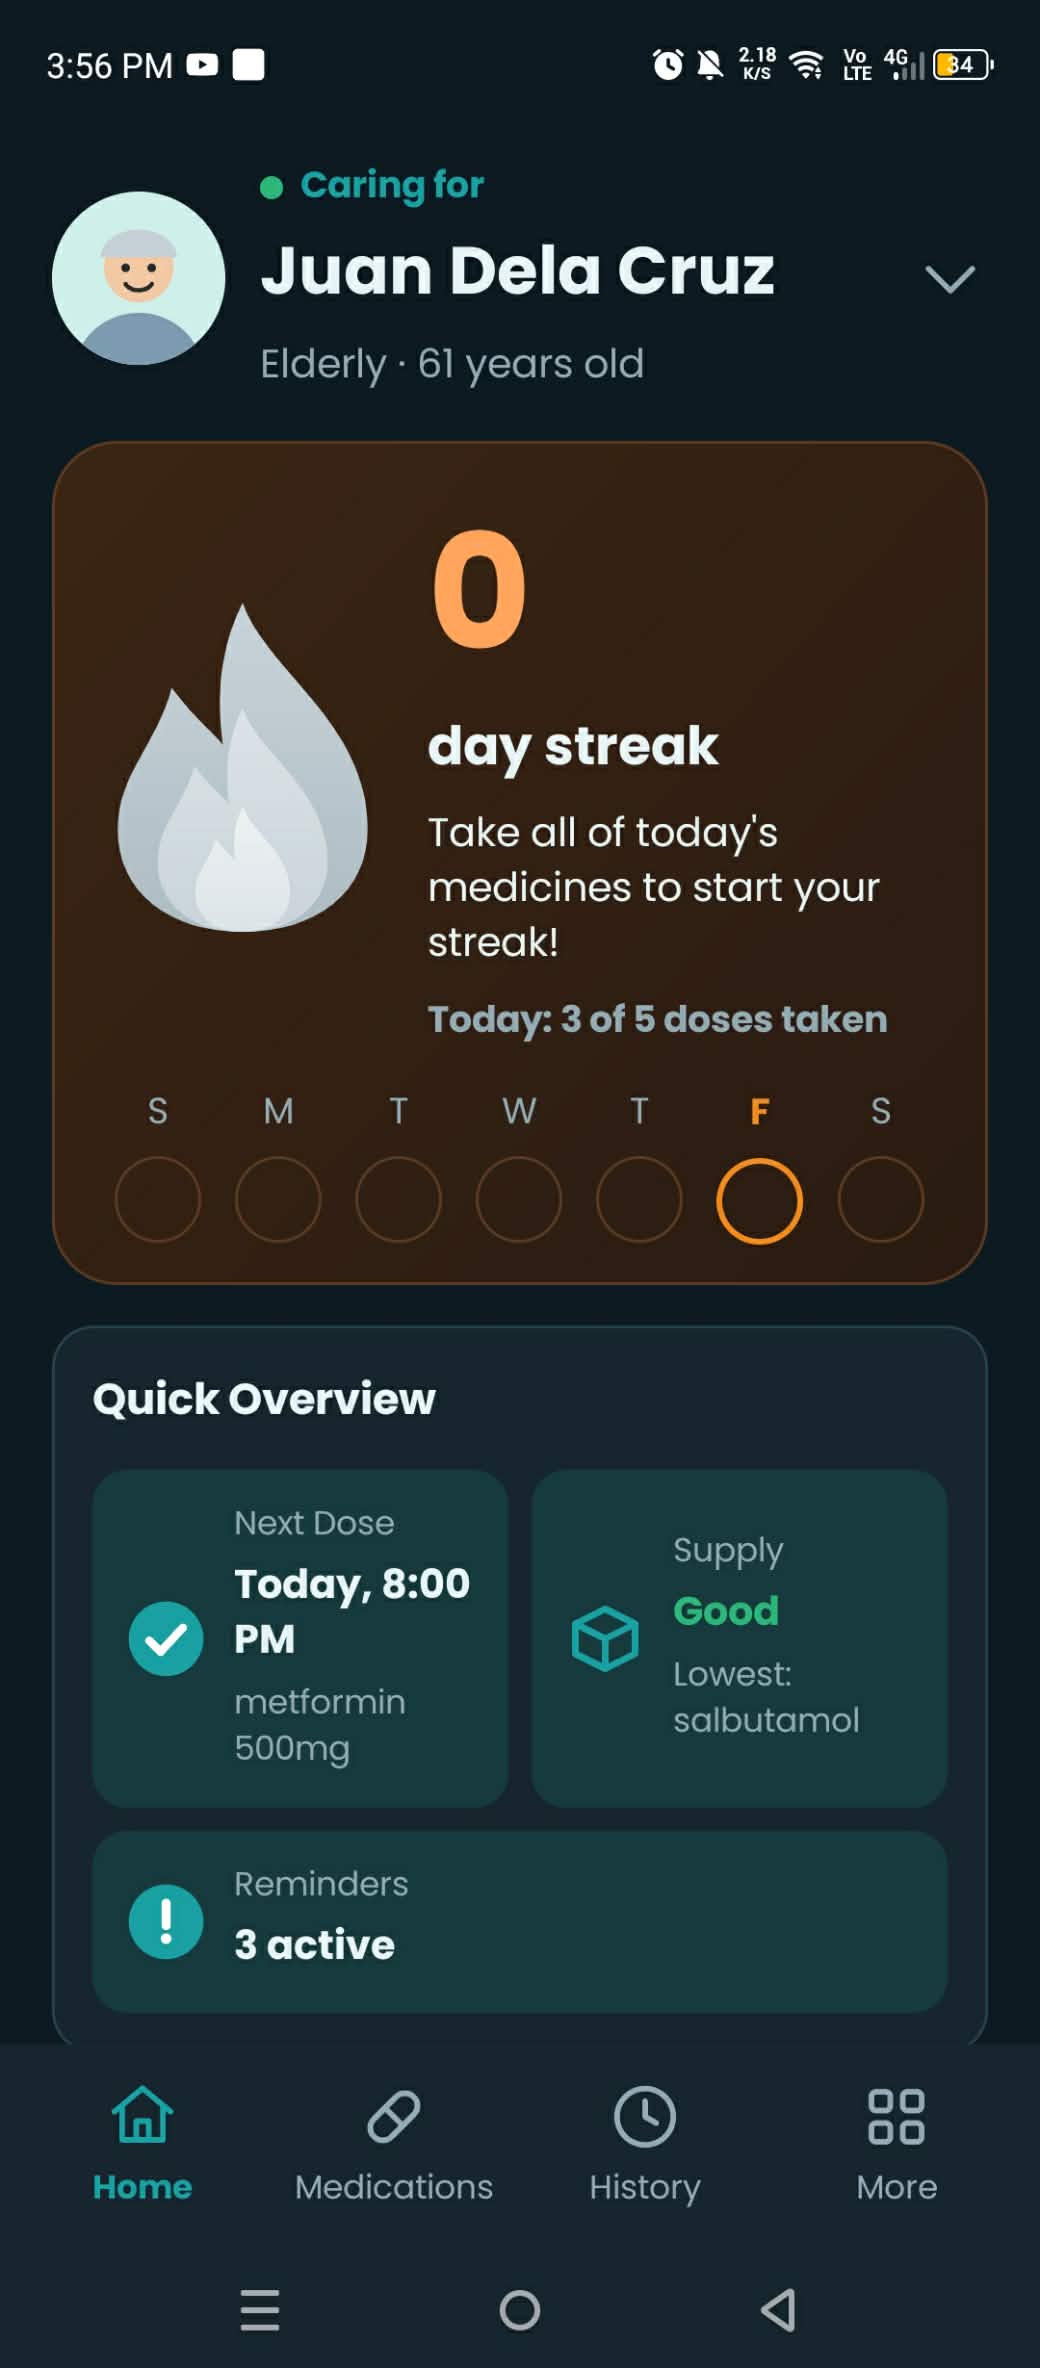 3:56 PM
2.18 K/S
Vo LTE
4G
34
Caring for
Juan Dela Cruz
Elderly · 61 years old
0
day streak
Take all of today's
medicines to start your
streak!
Today: 3 of 5 doses taken
S M T W T F S
Quick Overview
Next Dose
Today, 8:00
PM
metformin
500mg
Supply
Good
Lowest:
salbutamol
Reminders
3 active
Home
Medications
History
More